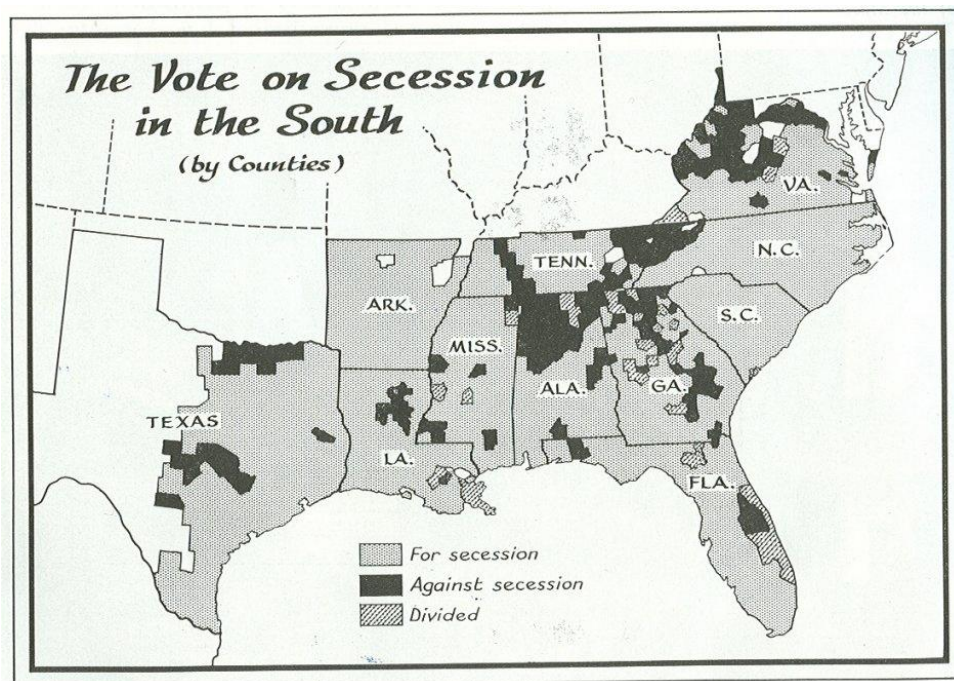 The Vote on Secession
in the South
(by Counties)
VA.
TENN.
N.C.
ARK.
S.C.
MISS.
ALA.
GA.
TEXAS
LA.
FLA.
For secession
Against secession
Divided